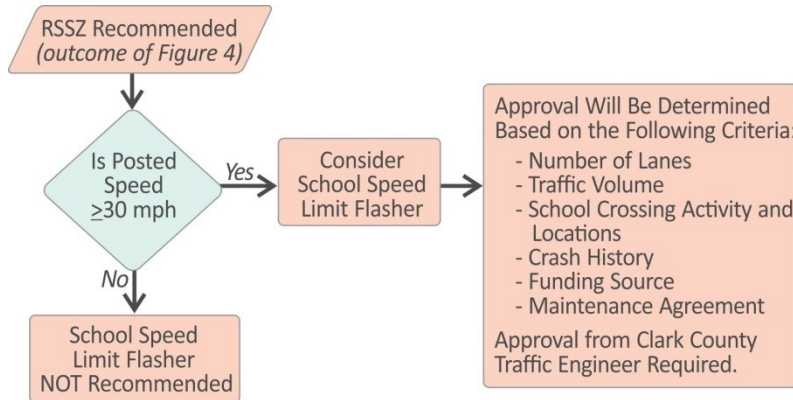 RSSZ Recommended
(outcome of Figure 4)
Is Posted
Speed
≥30 mph
Yes
No
School Speed
Limit Flasher
NOT Recommended
Consider
School Speed
Limit Flasher
Approval Will Be Determined
Based on the Following Criteria:
- Number of Lanes
- Traffic Volume
- School Crossing Activity and
Locations
- Crash History
- Funding Source
- Maintenance Agreement
Approval from Clark County
Traffic Engineer Required.